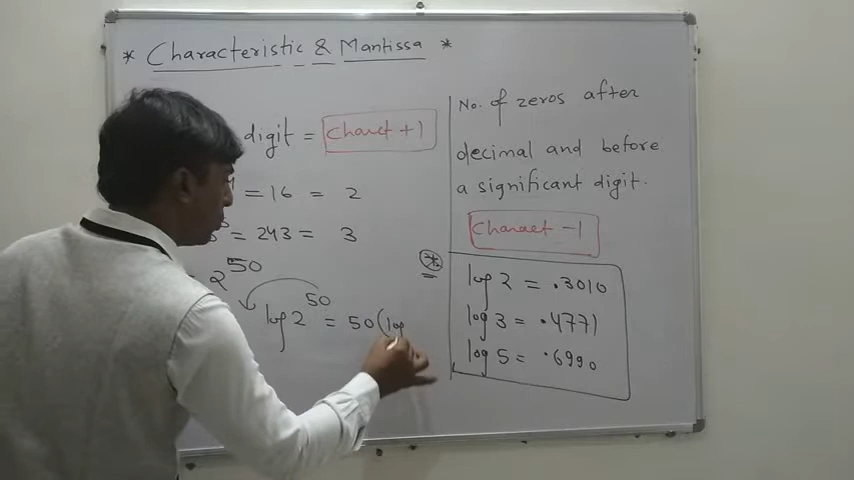 * Characteristic & Mantissa *
digit = Charact + 1
= 16 = 2
= 243 = 3
2^50
log 2^50 = 50(log
No. of zeros after
decimal and before
a significant digit.
Charact - 1
*
log 2 = .3010
log 3 = .4771
log 5 = .6990